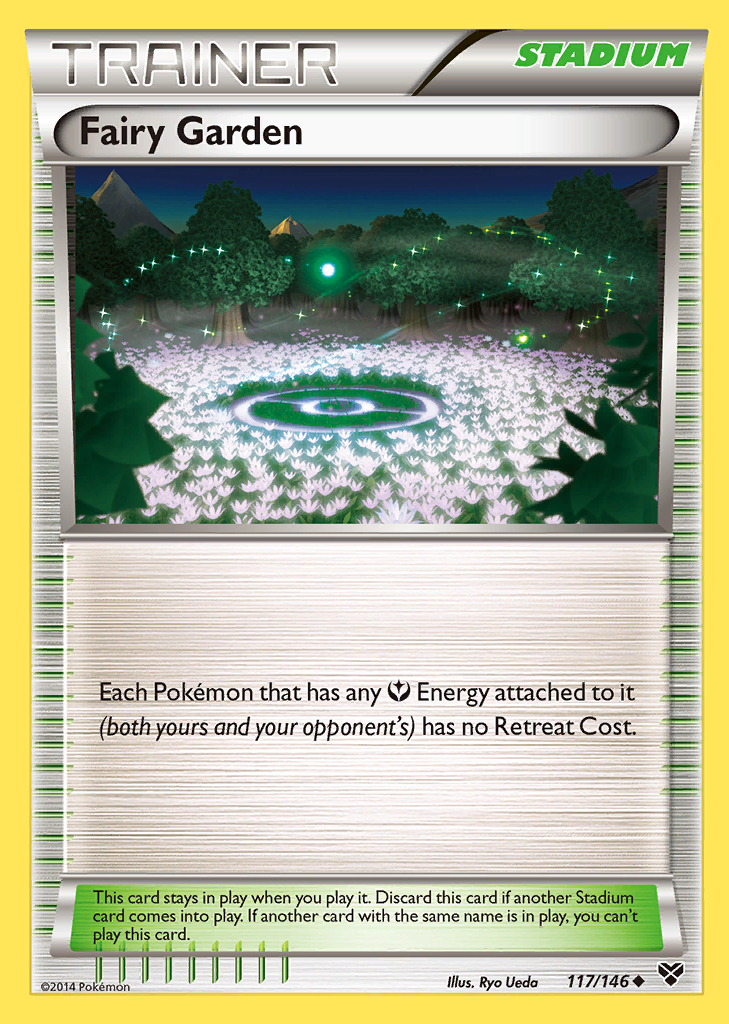 TRAINER
STADIUM
Fairy Garden
Each Pokémon that has any Energy attached to it
(both yours and your opponent's) has no Retreat Cost.
This card stays in play when you play it. Discard this card if another Stadium
card comes into play. If another card with the same name is in play, you can't
play this card.
©2014 Pokémon
Illus. Ryo Ueda
117/146